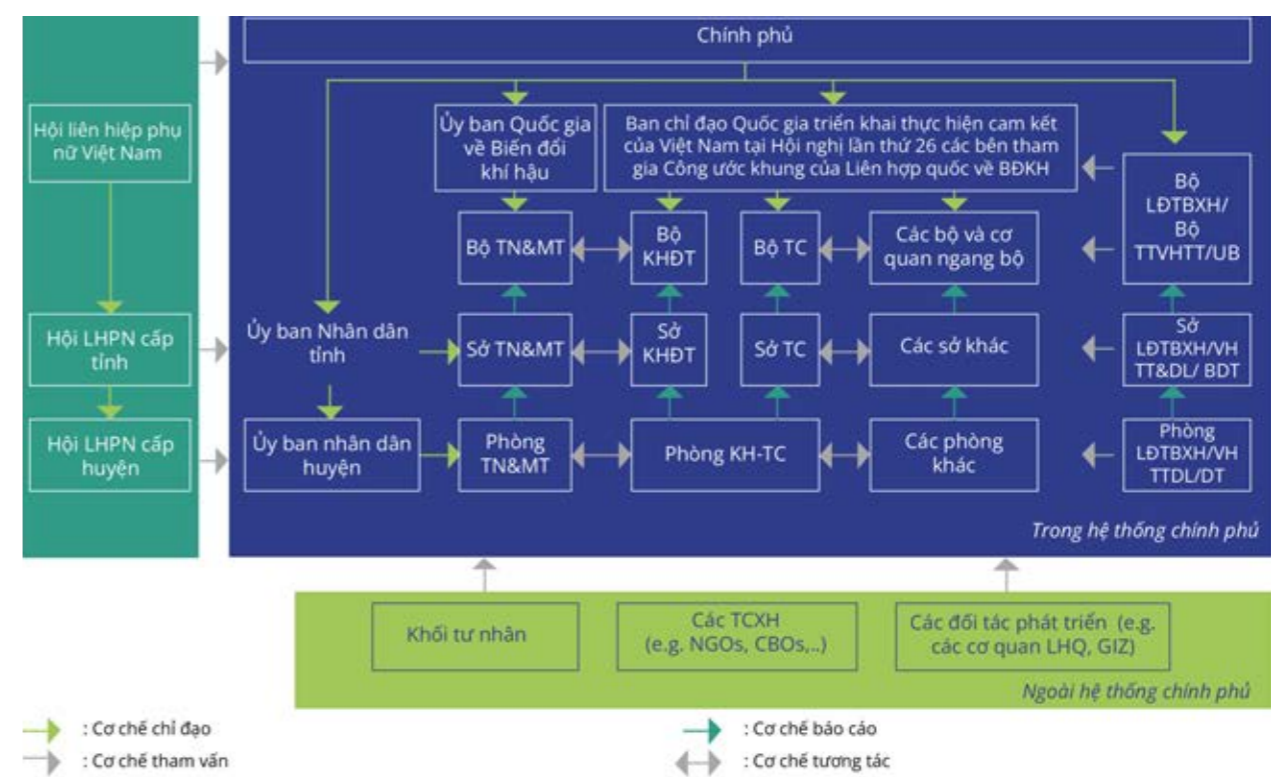 Chính phủ
Hội liên hiệp phụ
nữ Việt Nam
Ủy ban Quốc gia
về Biến đổi
khí hậu
Ban chỉ đạo Quốc gia triển khai thực hiện cam kết
của Việt Nam tại Hội nghị lần thứ 26 các bên tham
gia Công ước khung của Liên hợp quốc về BĐKH
Bộ
LĐTBXH/
Bộ
TTVHTT/UB
Bộ TN&MT
Bộ
KHĐT
Bộ TC
Các bộ và cơ
quan ngang bộ
Hội LHPN cấp
tỉnh
Ủy ban Nhân dân
tỉnh
Sở TN&MT
Sở
KHĐT
Sở TC
Các sở khác
Sở
LĐTBXH/VH
TT&DL/ BDT
Hội LHPN cấp
huyện
Ủy ban nhân dân
huyện
Phòng
TN&MT
Phòng KH-TC
Các phòng
khác
Phòng
LĐTBXH/VH
TTDL/DT
Trong hệ thống chính phủ
Khối tư nhân
Các TCXH
(e.g. NGOs, CBOs,..)
Các đối tác phát triển (e.g.
các cơ quan LHQ, GIZ)
Ngoài hệ thống chính phủ
: Cơ chế chỉ đạo
: Cơ chế báo cáo
: Cơ chế tham vấn
: Cơ chế tương tác